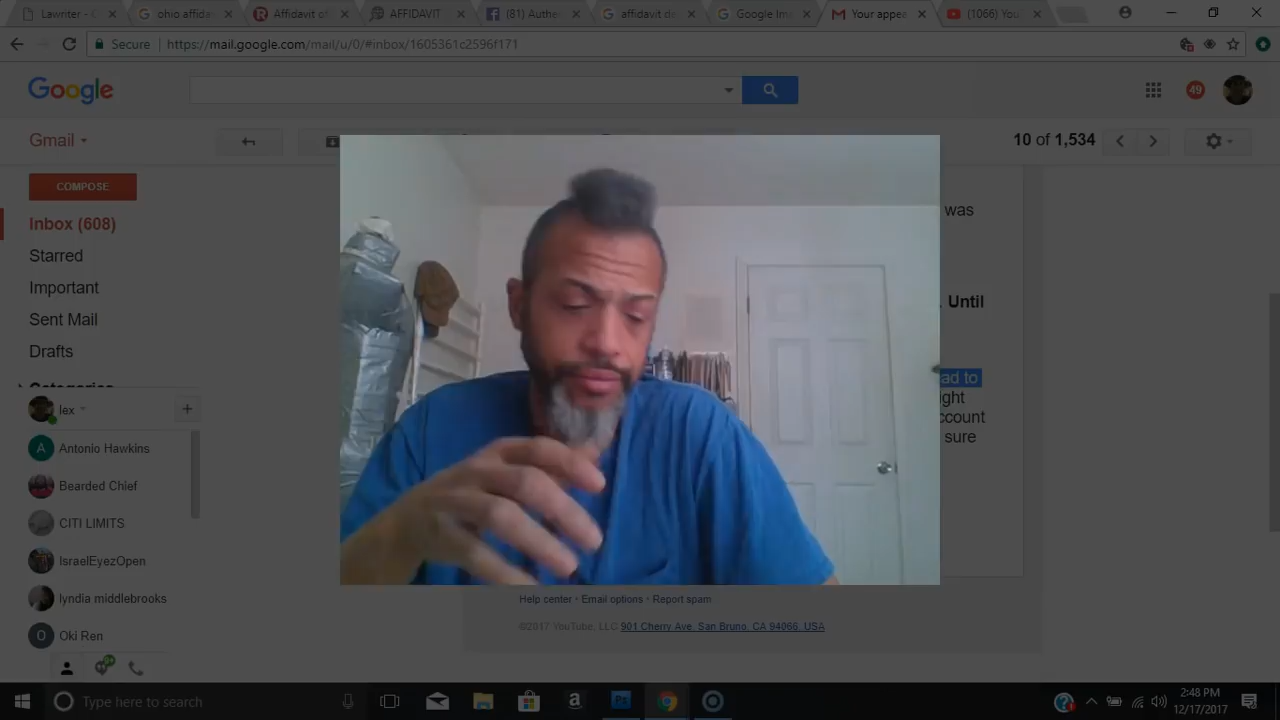 Lawriter - C
ohio affida
Affidavit of
AFFIDAVIT
(81) Authe
affidavit de
Google Ima
Your appea
(1066) You
Secure
https://mail.google.com/mail/u/0/#inbox/1605361c2596f171
Google
49
Gmail
10 of 1,534
COMPOSE
was
Inbox (608)
Starred
Important
Until
Sent Mail
Drafts
ad to
Categories
ight
lex
ccount
sure
Antonio Hawkins
Bearded Chief
CITI LIMITS
IsraelEyezOpen
lyndia middlebrooks
Help center • Email options • Report spam
©2017 YouTube, LLC 901 Cherry Ave, San Bruno, CA 94066, USA
O
Oki Ren
Type here to search
2:48 PM
12/17/2017